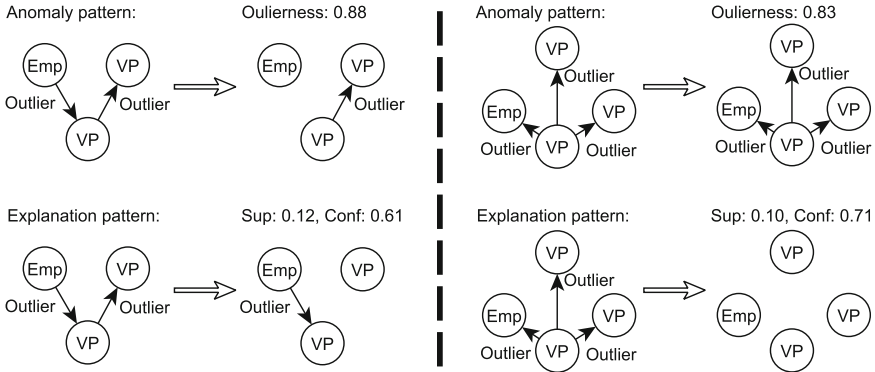 Anomaly pattern: Oulierness: 0.88
Emp VP VP
Outlier Outlier Outlier
VP VP
Explanation pattern: Sup: 0.12, Conf: 0.61
Emp VP Emp VP
Outlier Outlier Outlier
VP VP
Anomaly pattern: Oulierness: 0.83
VP VP
Outlier Outlier
Emp VP Emp VP
Outlier VP Outlier Outlier VP Outlier
Explanation pattern: Sup: 0.10, Conf: 0.71
VP VP
Outlier
Emp VP Emp VP
Outlier VP Outlier VP